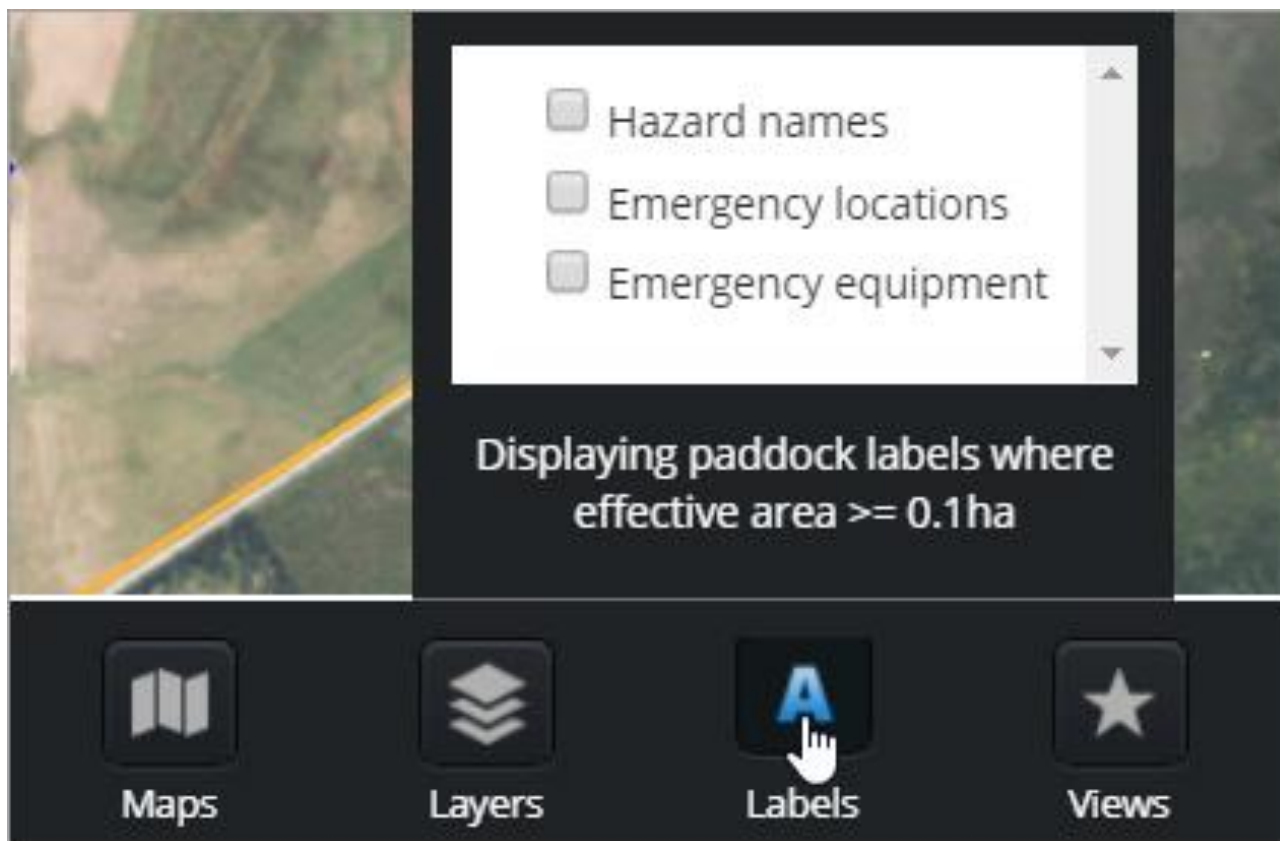 Hazard names
Emergency locations
Emergency equipment
Displaying paddock labels where
effective area >= 0.1ha
A
Maps
Layers
Labels
Views